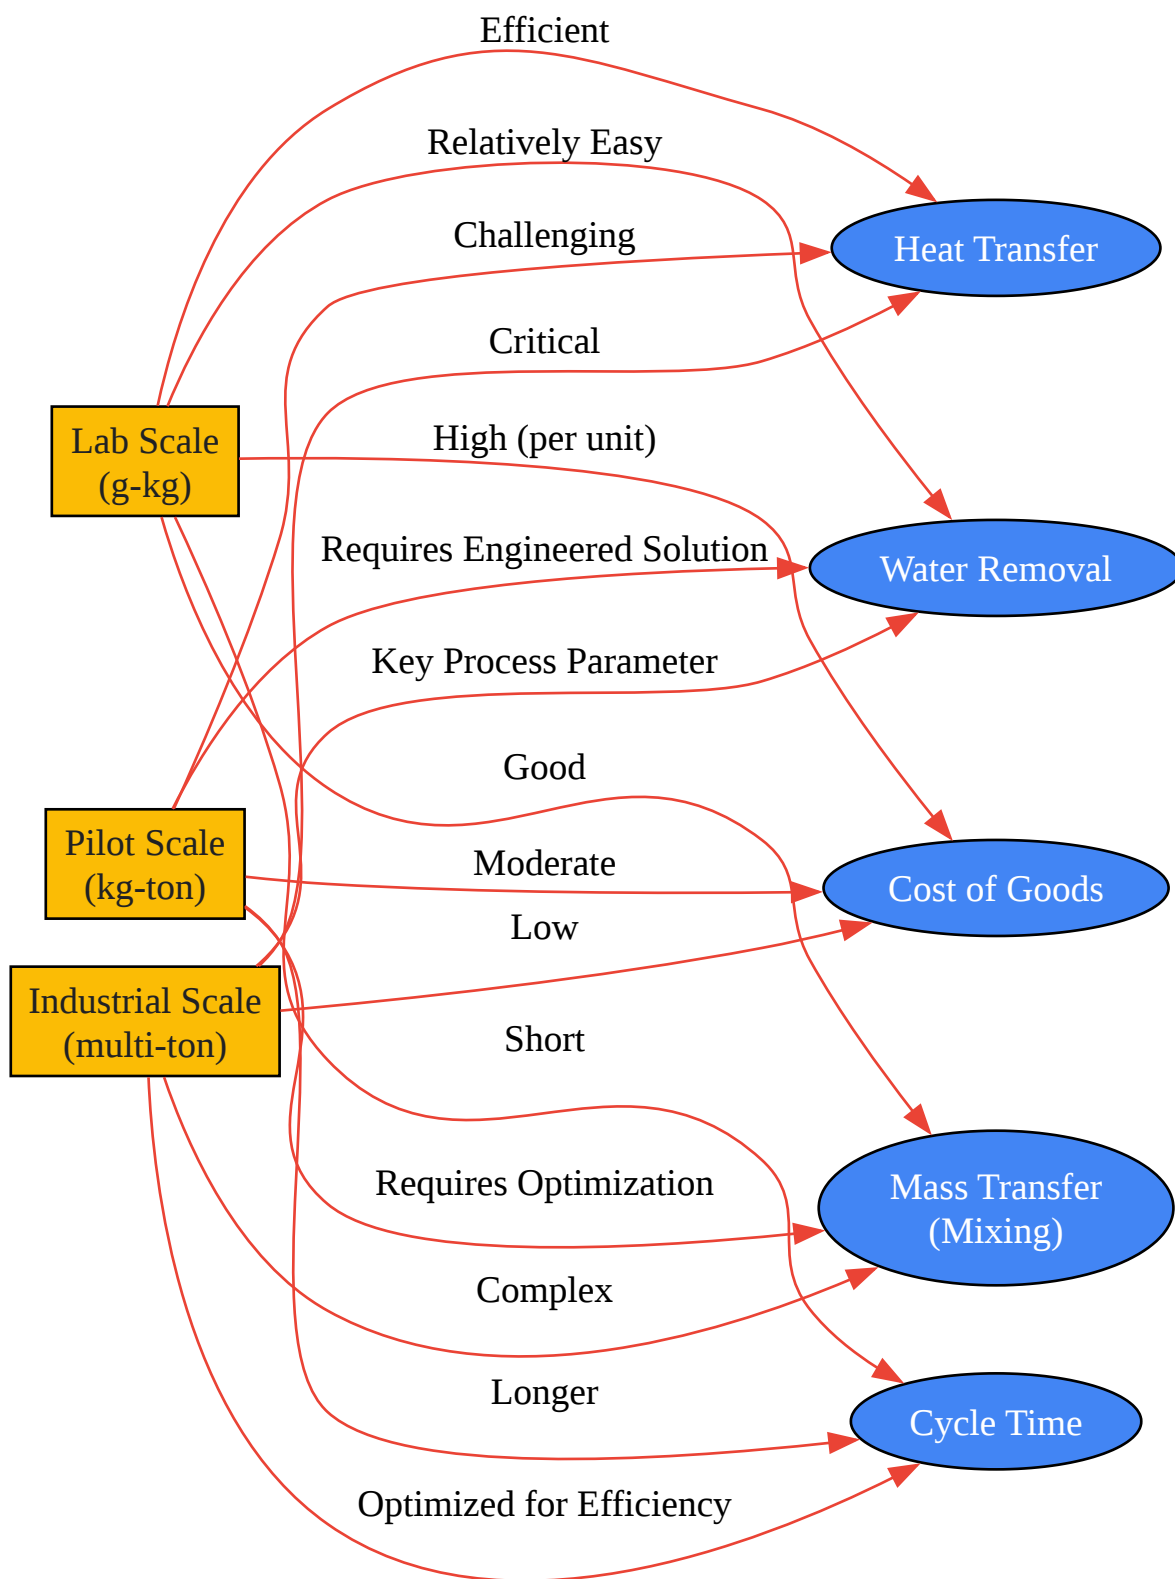 Efficient
Relatively Easy
Challenging
Heat Transfer
Critical
Lab Scale
(g-kg)
High (per unit)
Requires Engineered Solution
Water Removal
Key Process Parameter
Good
Pilot Scale
(kg-ton)
Moderate
Cost of Goods
Low
Industrial Scale
(multi-ton)
Short
Requires Optimization
Mass Transfer
(Mixing)
Complex
Longer
Cycle Time
Optimized for Efficiency